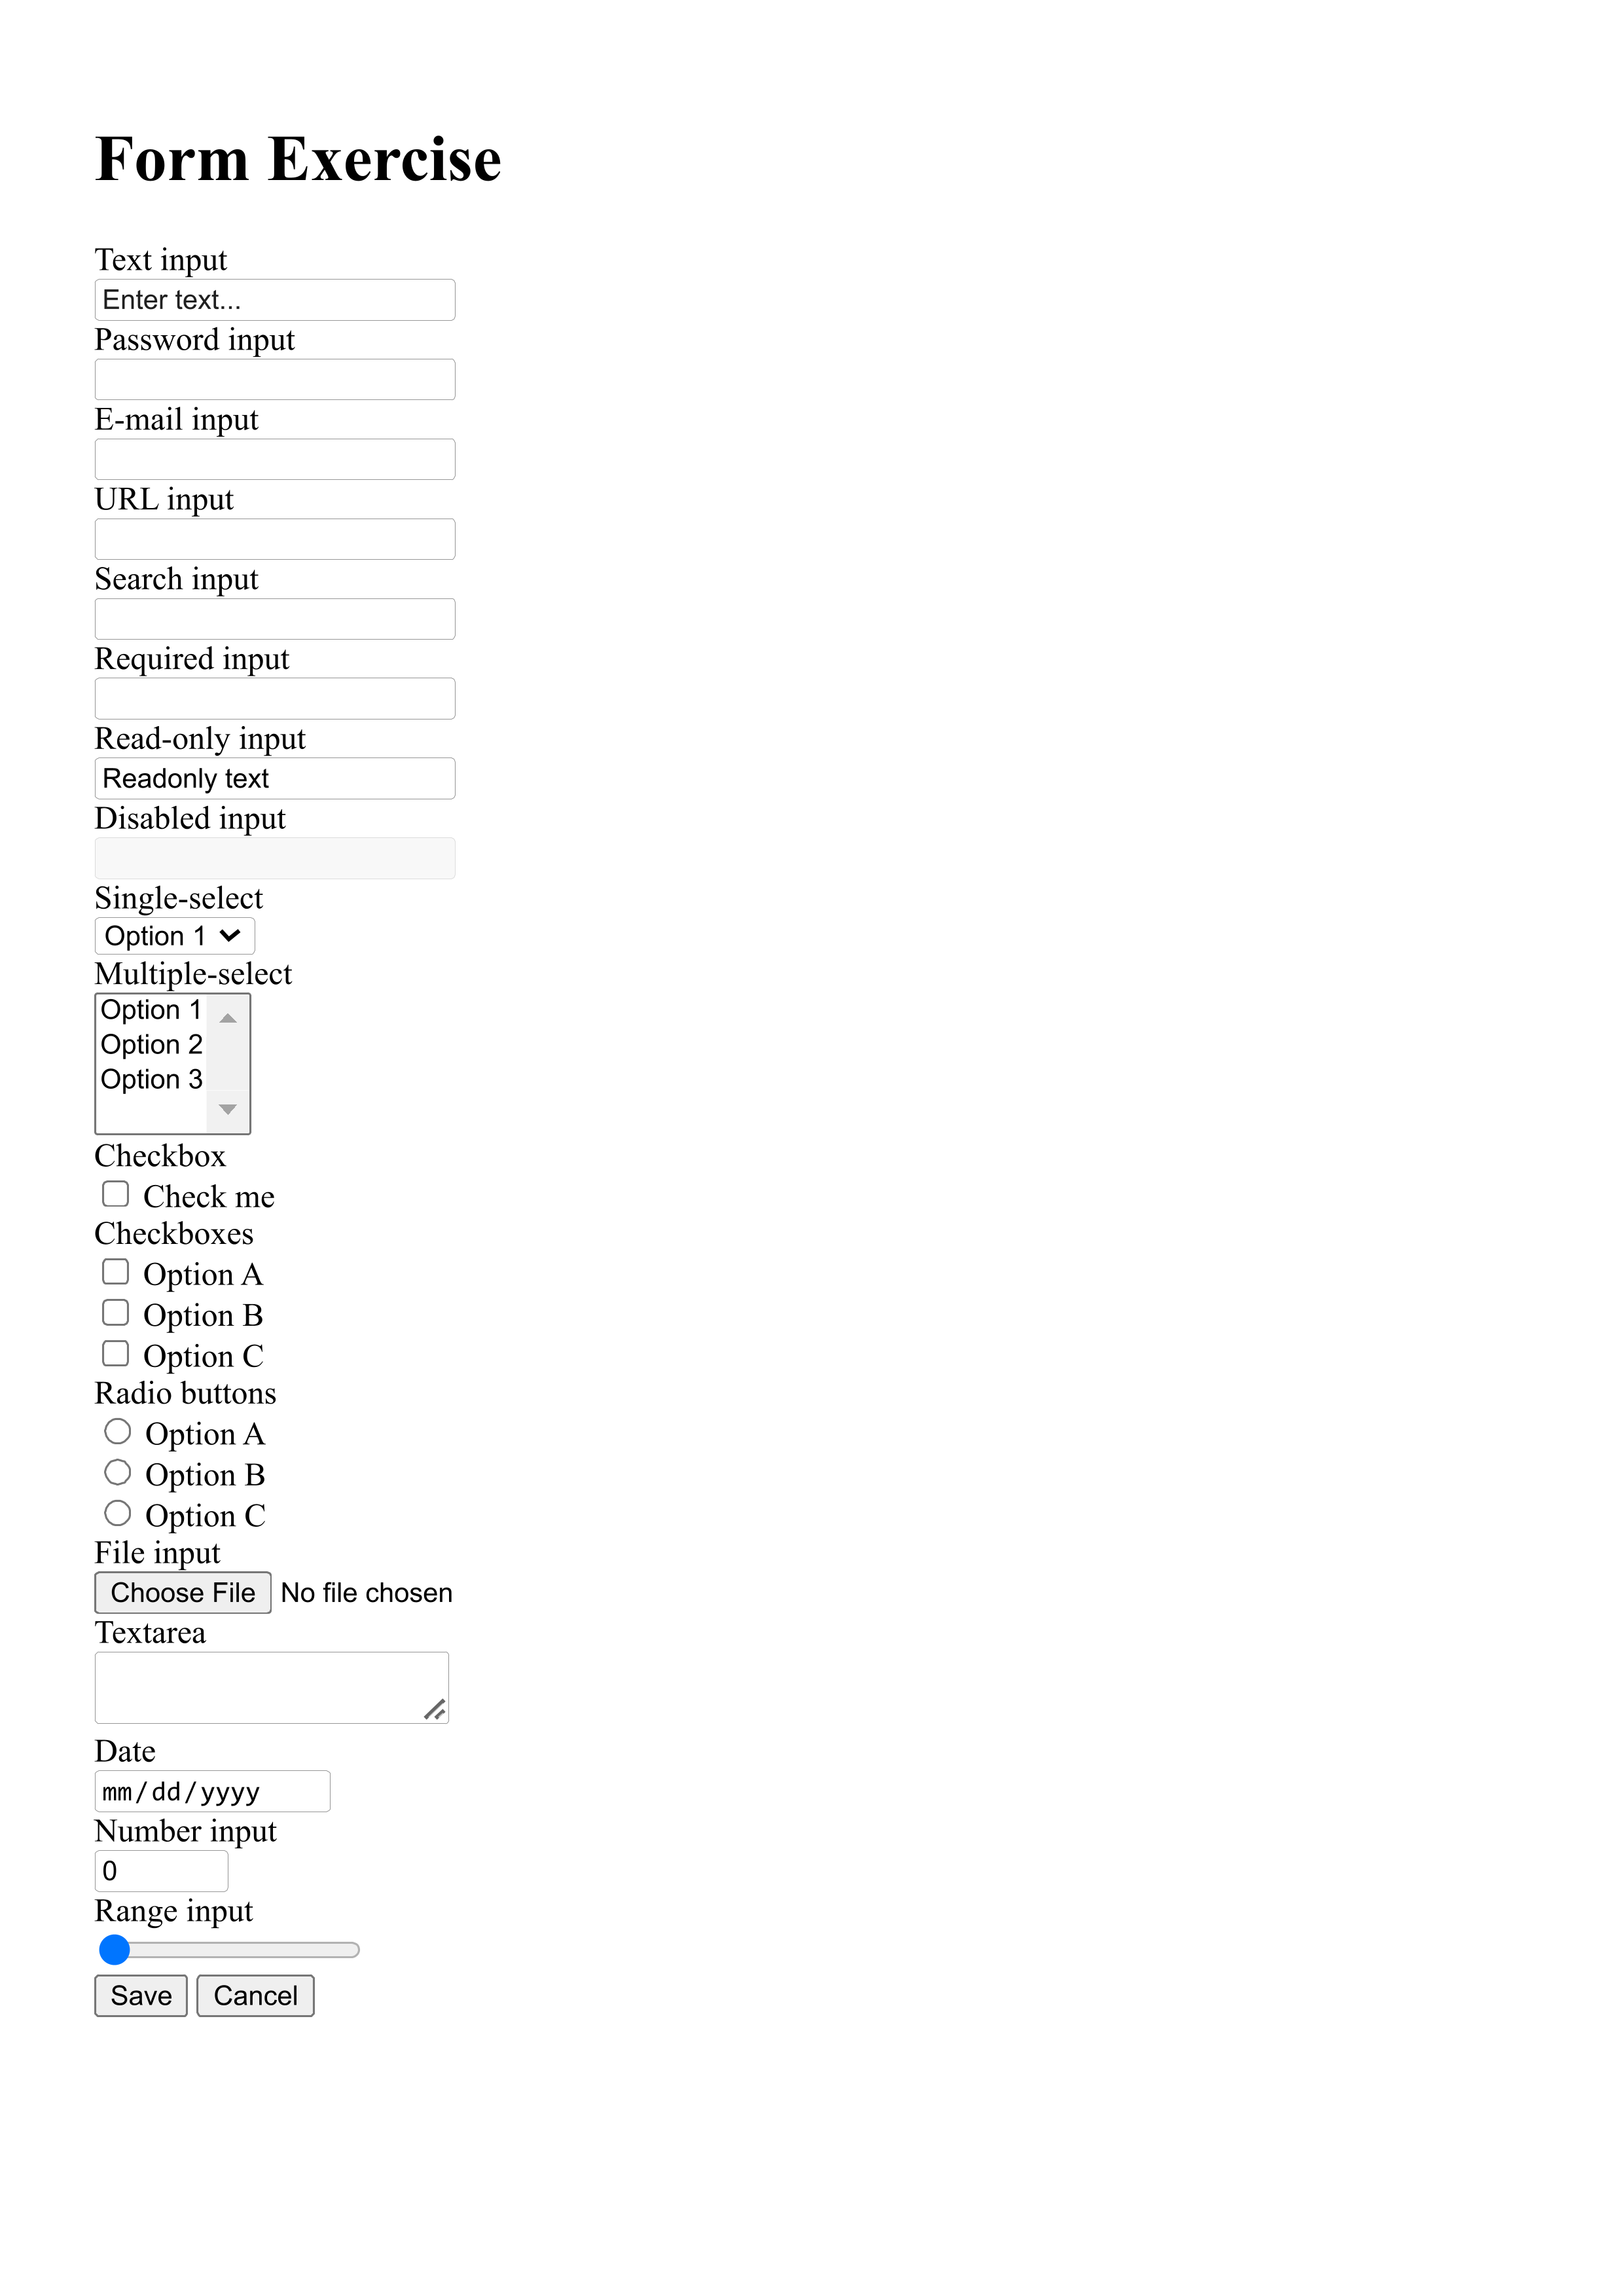 Form Exercise
Text input
Enter text...
Password input
E-mail input
URL input
Search input
Required input
Read-only input
Readonly text
Disabled input
Single-select
Option 1
Multiple-select
Option 1
Option 2
Option 3
Checkbox
Check me
Checkboxes
Option A
Option B
Option C
Radio buttons
Option A
Option B
Option C
File input
Choose File No file chosen
Textarea
Date
mm/dd/yyyy
Number input
0
Range input
Save Cancel